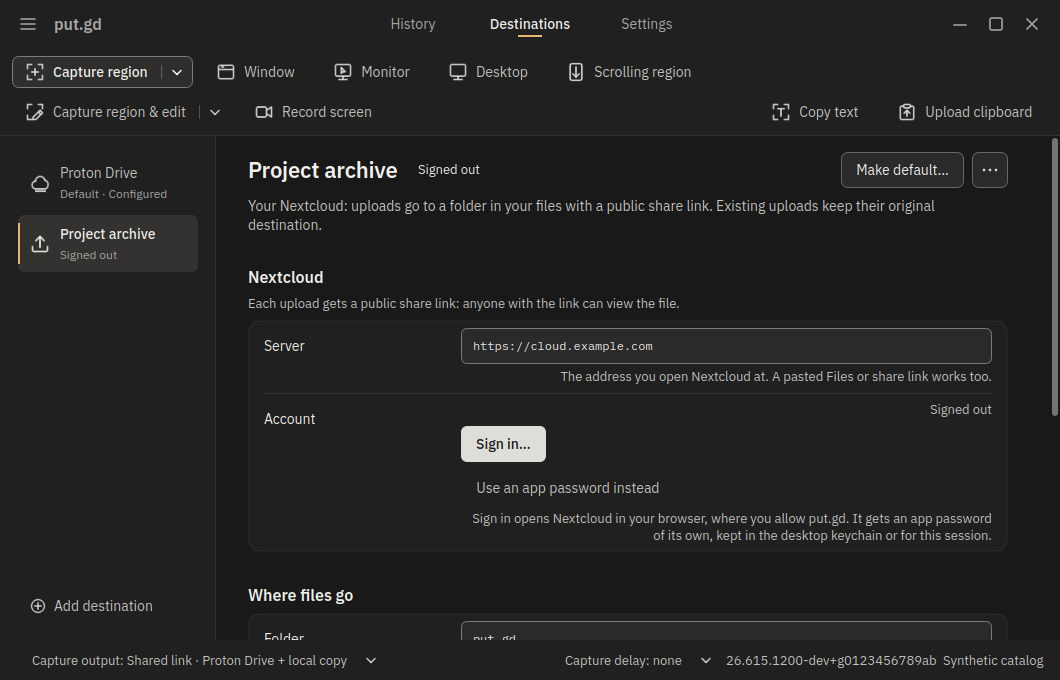 put.gd
History
Destinations
Settings
Capture region
Window
Monitor
Desktop
Scrolling region
Capture region & edit
Record screen
Copy text
Upload clipboard
Proton Drive
Default · Configured
Project archive
Signed out
Add destination
Project archive
Signed out
Make default...
Your Nextcloud: uploads go to a folder in your files with a public share link. Existing uploads keep their original
destination.
Nextcloud
Each upload gets a public share link: anyone with the link can view the file.
Server
https://cloud.example.com
The address you open Nextcloud at. A pasted Files or share link works too.
Account
Signed out
Sign in...
Use an app password instead
Sign in opens Nextcloud in your browser, where you allow put.gd. It gets an app password
of its own, kept in the desktop keychain or for this session.
Where files go
Folder
put.gd
Capture output: Shared link · Proton Drive + local copy
Capture delay: none
26.615.1200-dev+g0123456789ab
Synthetic catalog